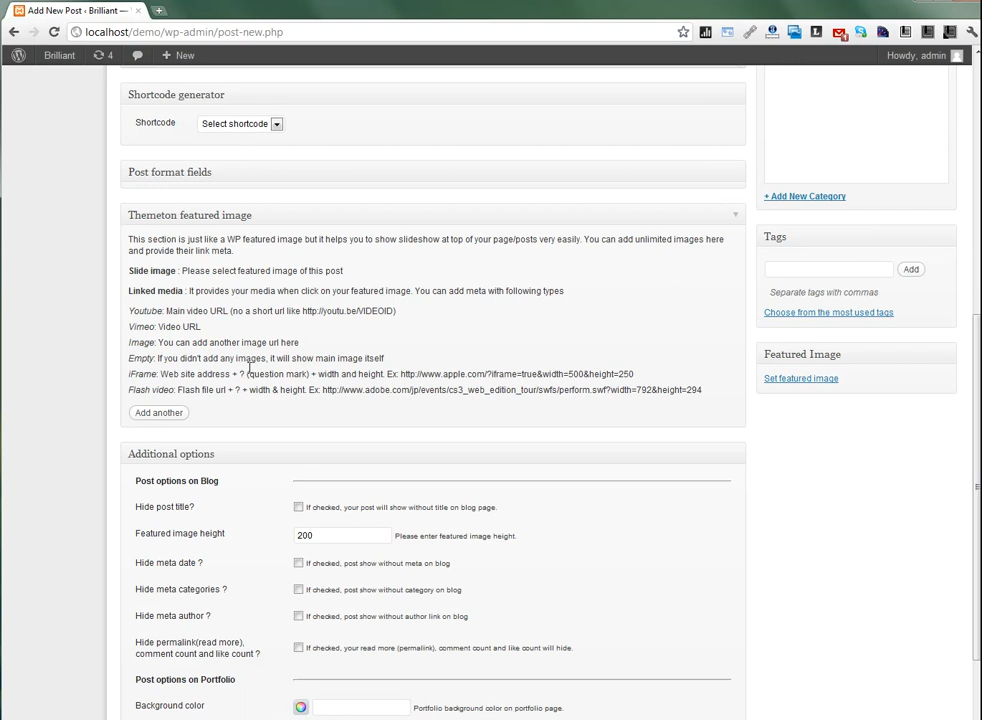 Add New Post ‹ Brilliant —
localhost/demo/wp-admin/post-new.php
Brilliant 4 New Howdy, admin
Shortcode generator
Shortcode Select shortcode
Post format fields
Themeton featured image
This section is just like a WP featured image but it helps you to show slideshow at top of your page/posts very easily. You can add unlimited images here
and provide their link meta.
Slide image : Please select featured image of this post
Linked media : It provides your media when click on your featured image. You can add meta with following types
Youtube: Main video URL (no a short url like http://youtu.be/VIDEOID)
Vimeo: Video URL
Image: You can add another image url here
Empty: If you didn't add any images, it will show main image itself
iFrame: Web site address + ? (question mark) + width and height. Ex: http://www.apple.com/?iframe=true&width=500&height=250
Flash video: Flash file url + ? + width & height. Ex: http://www.adobe.com/jp/events/cs3_web_edition_tour/swfs/perform.swf?width=792&height=294
Add another
Additional options
Post options on Blog
Hide post title? If checked, your post will show without title on blog page.
Featured image height 200 Please enter featured image height.
Hide meta date ? If checked, post show without meta on blog
Hide meta categories ? If checked, post show without category on blog
Hide meta author ? If checked, post show without author link on blog
Hide permalink(read more),
comment count and like count ? If checked, your read more (permalink), comment count and like count will hide.
Post options on Portfolio
Background color Portfolio background color on portfolio page.
+ Add New Category
Tags
Add
Separate tags with commas
Choose from the most used tags
Featured Image
Set featured image